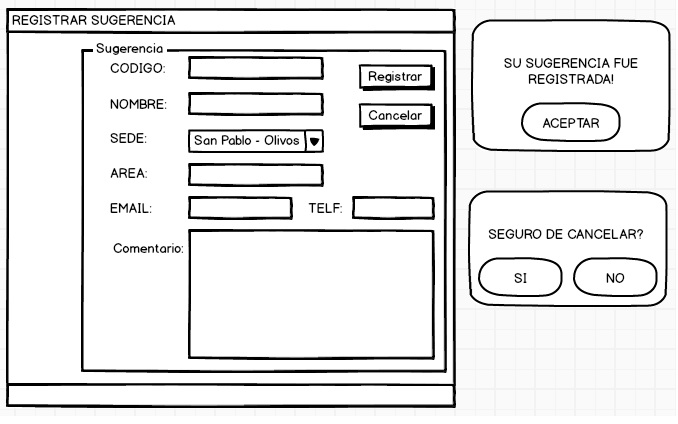 REGISTRAR SUGERENCIA
Sugerencia
CODIGO:
Registrar
NOMBRE:
Cancelar
SEDE: San Pablo - Olivos
AREA:
EMAIL: TELF:
Comentario:
SU SUGERENCIA FUE
REGISTRADA!
ACEPTAR
SEGURO DE CANCELAR?
SI NO